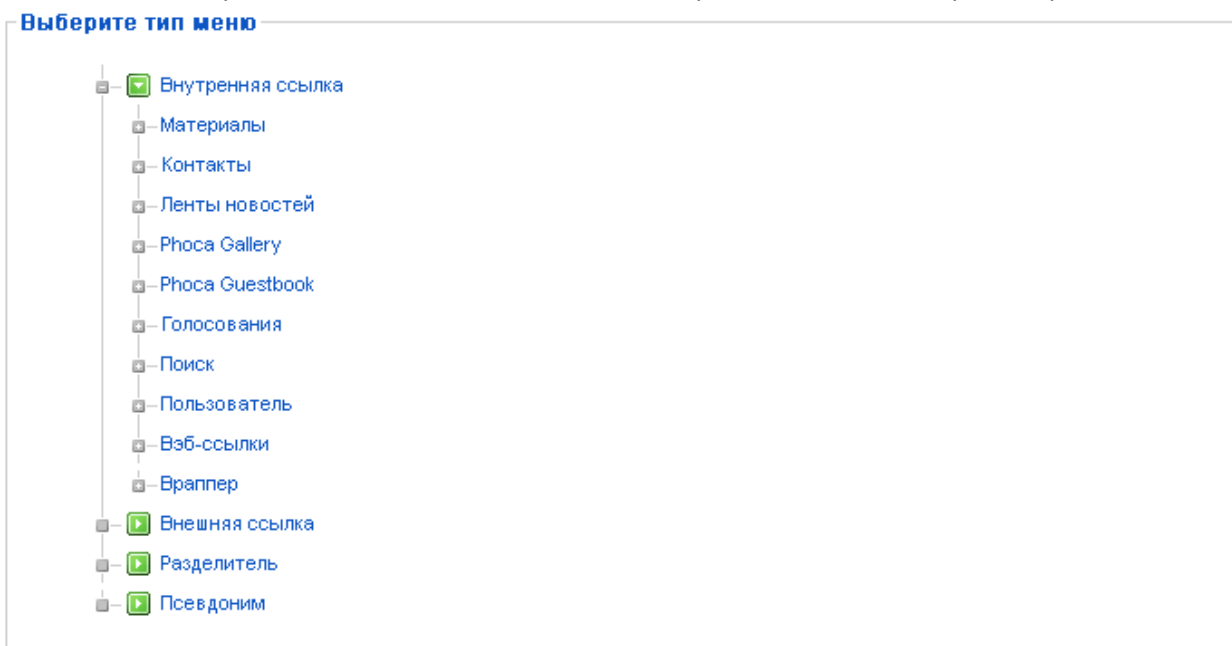 Выберите тип меню
Внутренняя ссылка
Материалы
Контакты
Ленты новостей
Phoca Gallery
Phoca Guestbook
Голосования
Поиск
Пользователь
Вэб-ссылки
Враппер
Внешняя ссылка
Разделитель
Псевдоним